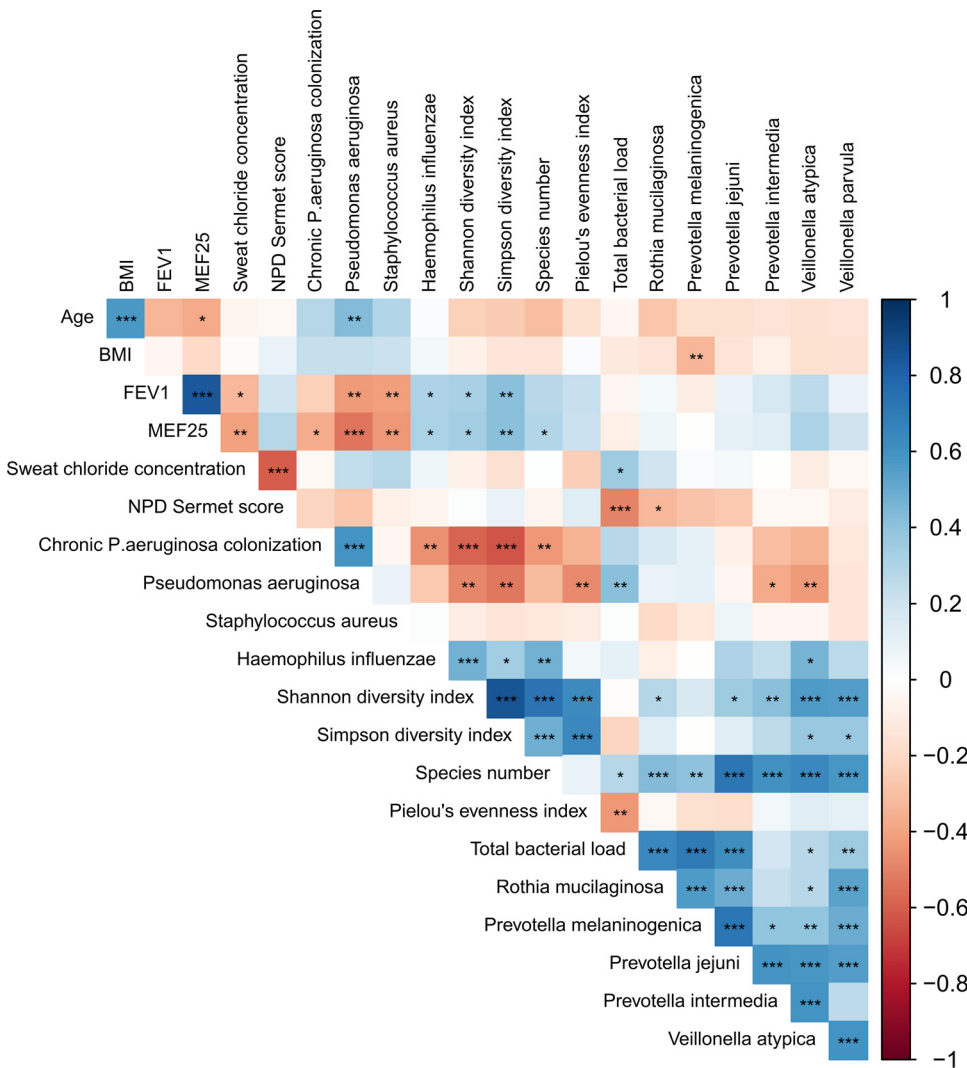 BMI
FEV1
MEF25
Sweat chloride concentration
NPD Sermet score
Chronic P.aeruginosa colonization
Pseudomonas aeruginosa
Staphylococcus aureus
Haemophilus influenzae
Shannon diversity index
Simpson diversity index
Species number
Pielou's evenness index
Total bacterial load
Rothia mucilaginosa
Prevotella melaninogenica
Prevotella jejuni
Prevotella intermedia
Veillonella atypica
Veillonella parvula
Age *** * **
BMI **
FEV1 *** * ** ** * * **
MEF25 ** * *** ** * * ** *
Sweat chloride concentration *** *
NPD Sermet score *** *
Chronic P.aeruginosa colonization *** ** *** *** **
Pseudomonas aeruginosa ** ** ** ** * **
Staphylococcus aureus
Haemophilus influenzae *** * ** *
Shannon diversity index *** *** *** * * ** *** ***
Simpson diversity index *** *** * *
Species number * *** ** *** *** *** ***
Pielou's evenness index **
Total bacterial load *** *** *** * **
Rothia mucilaginosa *** *** * ***
Prevotella melaninogenica *** * ** ***
Prevotella jejuni *** *** ***
Prevotella intermedia ***
Veillonella atypica ***
1
0.8
0.6
0.4
0.2
0
−0.2
−0.4
−0.6
−0.8
−1